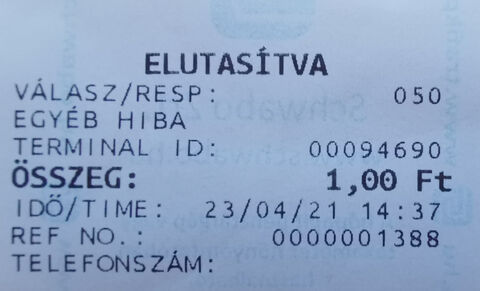 ELUTASÍTVA
VÁLASZ/RESP: 050
EGYÉB HIBA
TERMINAL ID: 00094690
ÖSSZEG: 1,00 Ft
IDŐ/TIME: 23/04/21 14:37
REF NO.: 0000001388
TELEFONSZÁM: